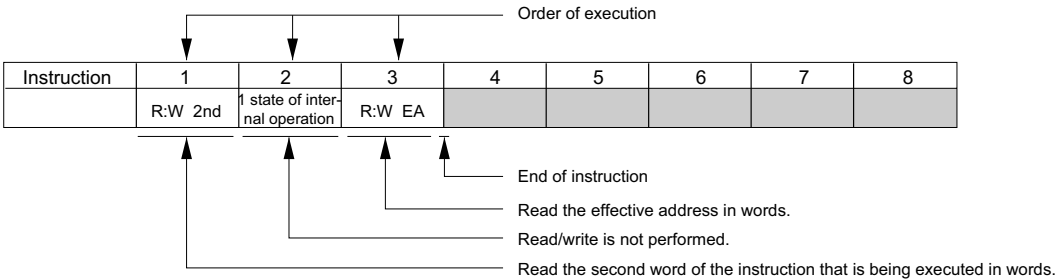 Order of execution
Instruction 1 2 3 4 5 6 7 8
R:W 2nd 1 state of inter- R:W EA
nal operation
End of instruction
Read the effective address in words.
Read/write is not performed.
Read the second word of the instruction that is being executed in words.